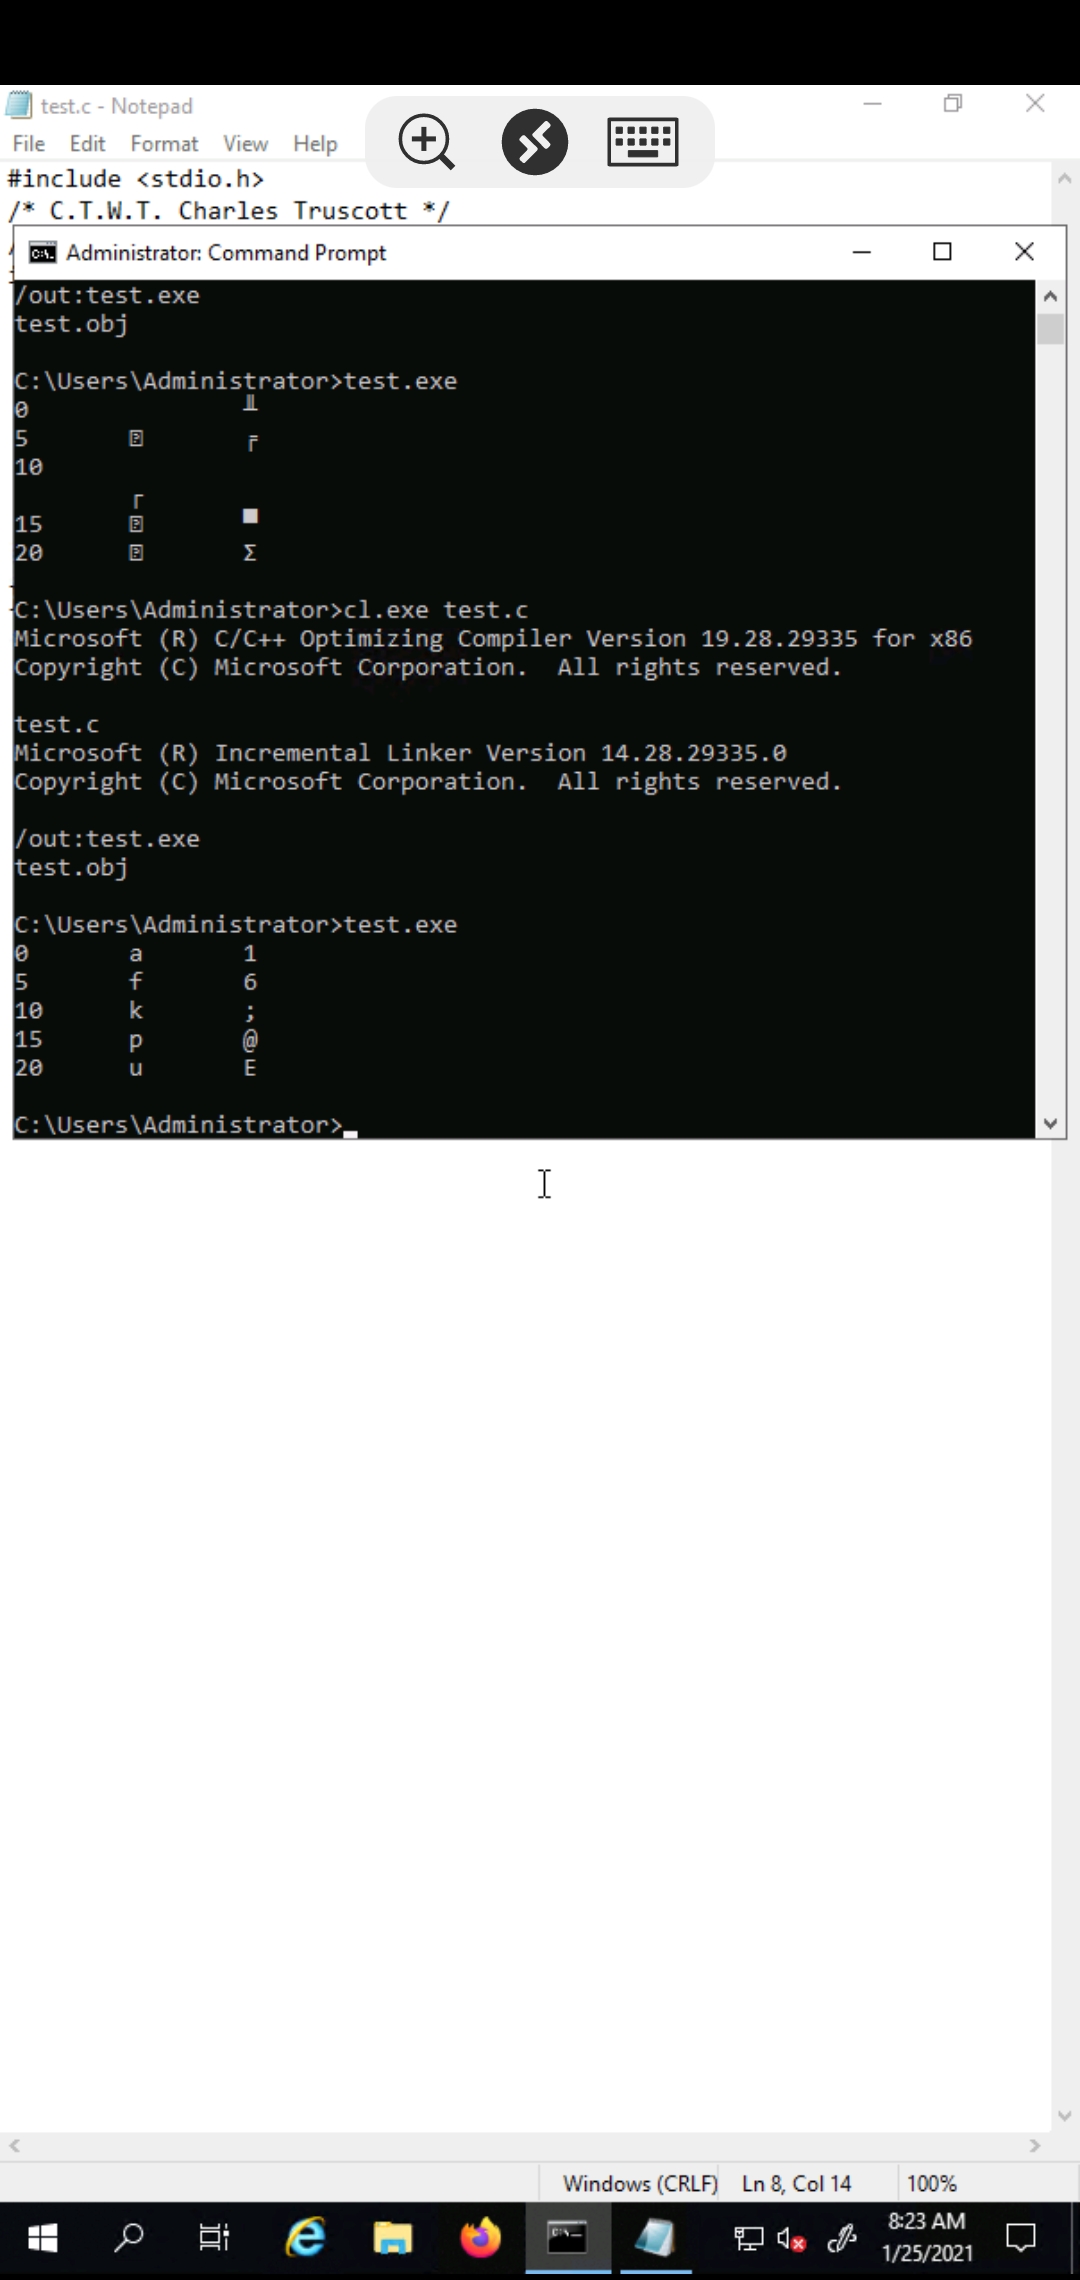 test.c - Notepad
File Edit Format View Help
#include <stdio.h>
/* C.T.W.T. Charles Truscott */
Administrator: Command Prompt
/out:test.exe
test.obj
C:\Users\Administrator>test.exe
0 ╨
5 ╒
10
┌
15 ■
20 Σ
C:\Users\Administrator>cl.exe test.c
Microsoft (R) C/C++ Optimizing Compiler Version 19.28.29335 for x86
Copyright (C) Microsoft Corporation.  All rights reserved.
test.c
Microsoft (R) Incremental Linker Version 14.28.29335.0
Copyright (C) Microsoft Corporation.  All rights reserved.
/out:test.exe
test.obj
C:\Users\Administrator>test.exe
0 a 1
5 f 6
10 k ;
15 p @
20 u E
C:\Users\Administrator>
Windows (CRLF) Ln 8, Col 14 100%
8:23 AM
1/25/2021